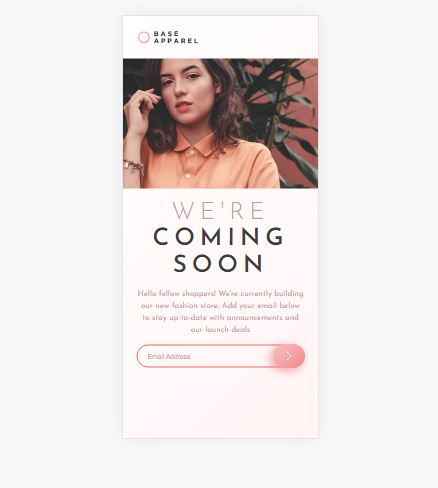 BASE
APPAREL
WE'RE
COMING
SOON
Hello fellow shoppers! We're currently building
our new fashion store. Add your email below
to stay up-to-date with announcements and
our launch deals
Email Address